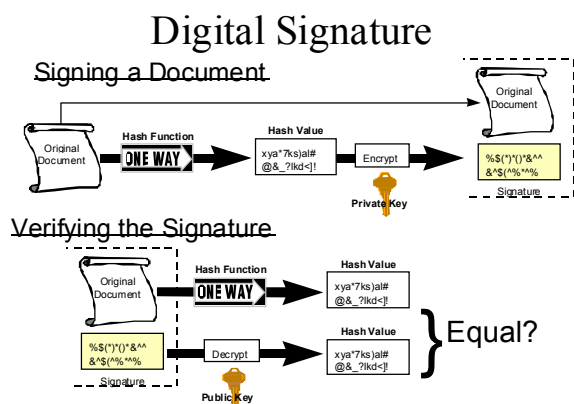 Digital Signature
Signing a Document
Original
Document
Hash Function
ONE WAY
Hash Value
xya*7ks)al#
@&_?lkd<]!
Encrypt
Private Key
Original
Document
%$(*)*()*&^^
&^$(^%*^%
Signature
Verifying the Signature
Original
Document
Hash Function
ONE WAY
Hash Value
xya*7ks)al#
@&_?lkd<]!
%$(*)*()*&^^
&^$(^%*^%
Signature
Decrypt
Public Key
Hash Value
xya*7ks)al#
@&_?lkd<]!
} Equal?